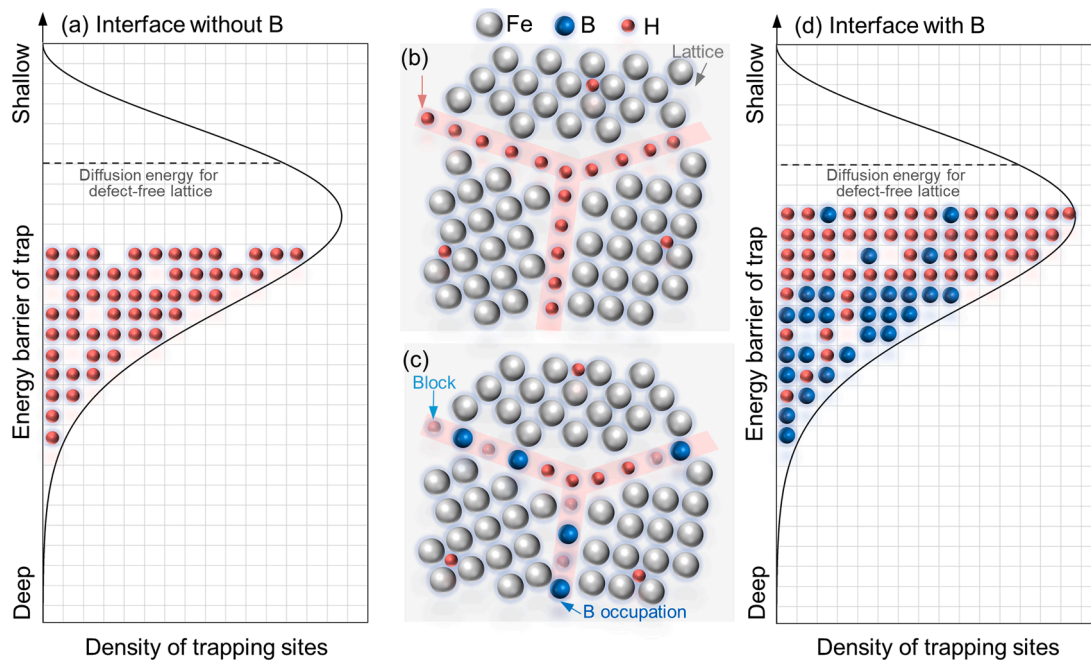 (a) Interface without B
Shallow
Energy barrier of trap
Deep
Diffusion energy for
defect-free lattice
Density of trapping sites
Fe
B
H
(b)
Lattice
(c)
Block
B occupation
(d) Interface with B
Shallow
Energy barrier of trap
Deep
Diffusion energy for
defect-free lattice
Density of trapping sites